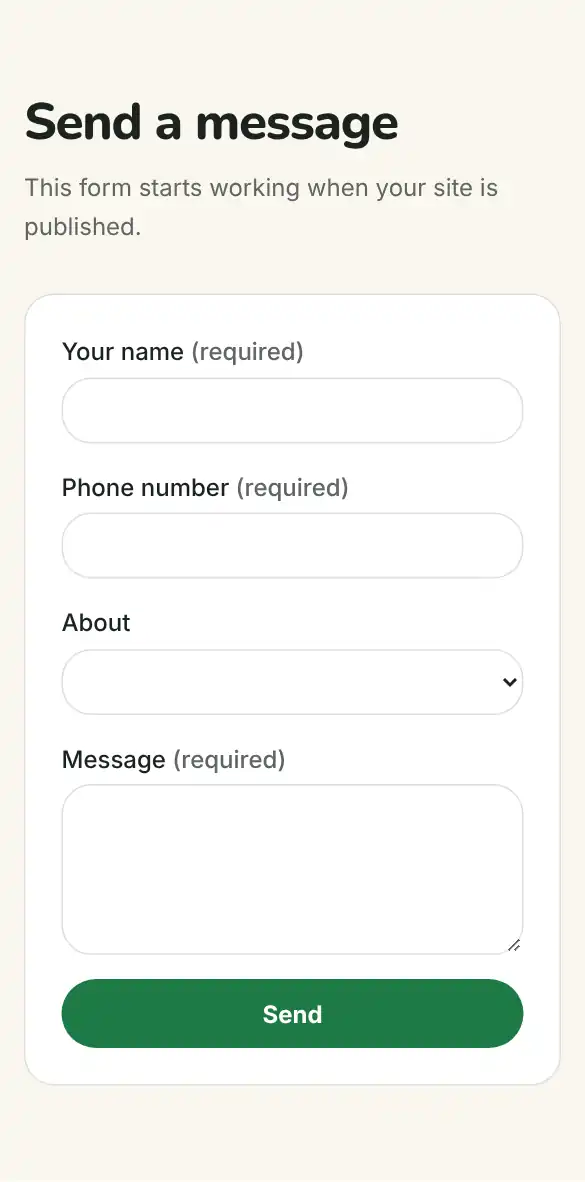 Send a message
This form starts working when your site is
published.
Your name (required)
Phone number (required)
About
Message (required)
Send